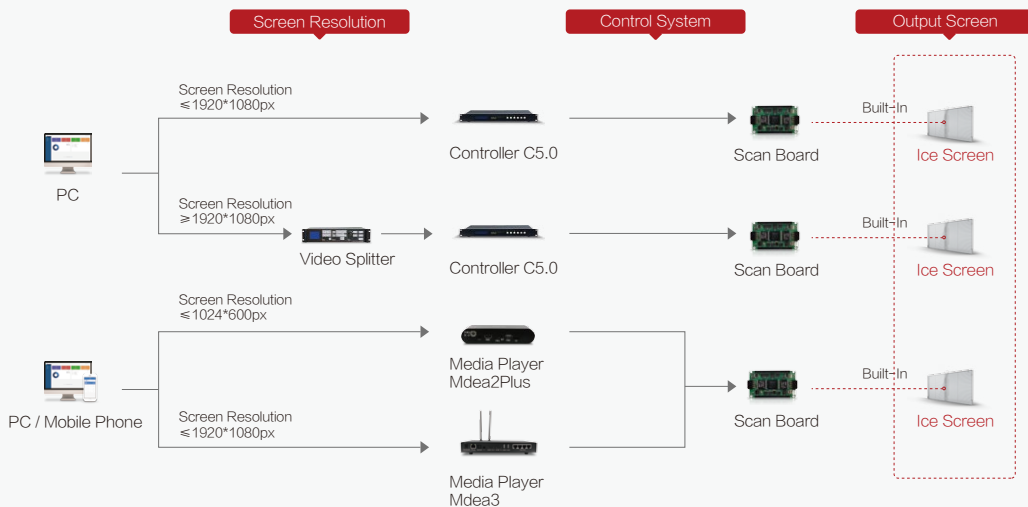 Screen Resolution
Control System
Output Screen
Screen Resolution
≤1920*1080px
Built-In
Controller C5.0
Scan Board
Ice Screen
PC
Screen Resolution
≥1920*1080px
Built-In
Video Splitter
Controller C5.0
Scan Board
Ice Screen
Screen Resolution
≤1024*600px
Media Player
Mdea2Plus
Built-In
PC / Mobile Phone
Screen Resolution
≤1920*1080px
Scan Board
Ice Screen
Media Player
Mdea3